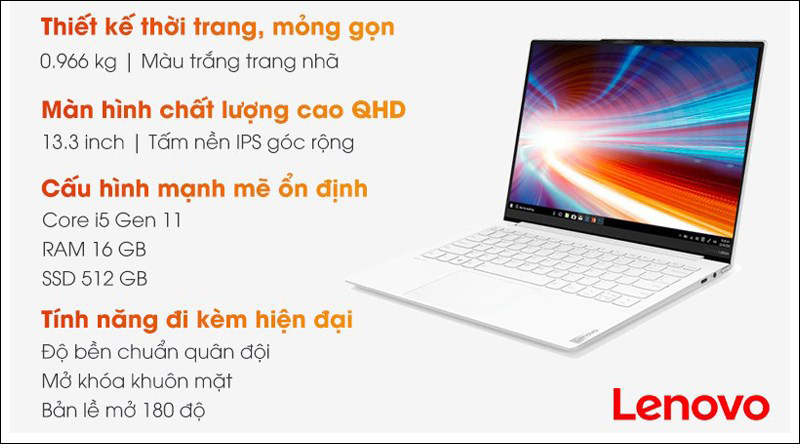 Thiết kế thời trang, mỏng gọn
0.966 kg | Màu trắng trang nhã
Màn hình chất lượng cao QHD
13.3 inch | Tấm nền IPS góc rộng
Cấu hình mạnh mẽ ổn định
Core i5 Gen 11
RAM 16 GB
SSD 512 GB
Tính năng đi kèm hiện đại
Độ bền chuẩn quân đội
Mở khóa khuôn mặt
Bản lề mở 180 độ
Lenovo
Lenovo